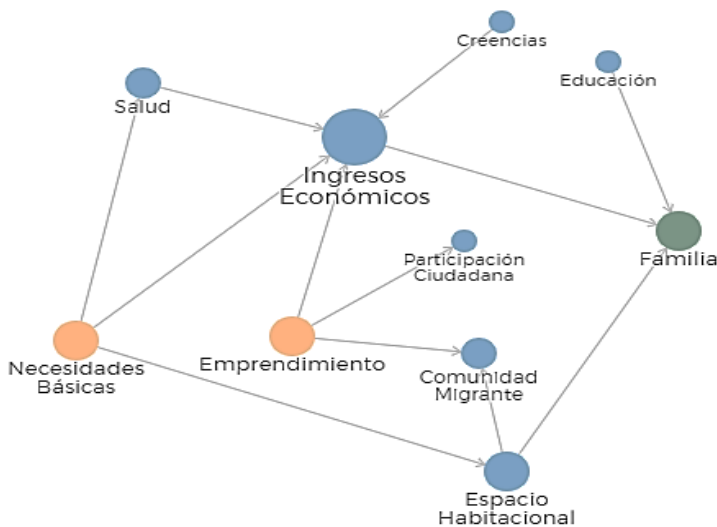 Creencias
Educación
Salud
Ingresos
Económicos
Participación
Ciudadana
Familia
Necesidades
Básicas
Emprendimiento
Comunidad
Migrante
Espacio
Habitacional